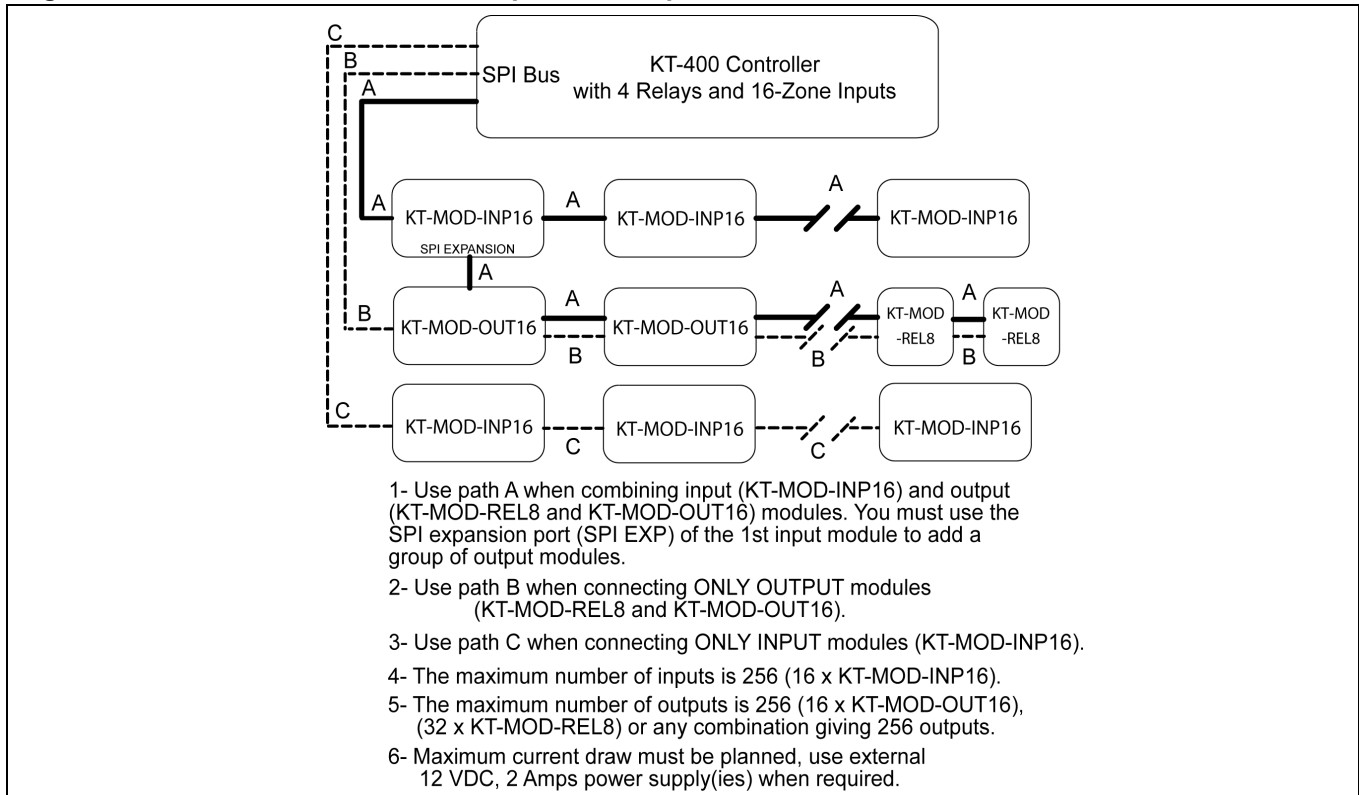 C
B
A
SPI Bus
KT-400 Controller
with 4 Relays and 16-Zone Inputs
A
KT-MOD-INP16
SPI EXPANSION
A
KT-MOD-INP16
A
KT-MOD-INP16
A
B
KT-MOD-OUT16
A
B
KT-MOD-OUT16
A
B
KT-MOD
-REL8
A
B
KT-MOD
-REL8
C
KT-MOD-INP16
C
KT-MOD-INP16
C
KT-MOD-INP16
1- Use path A when combining input (KT-MOD-INP16) and output
(KT-MOD-REL8 and KT-MOD-OUT16) modules. You must use the
SPI expansion port (SPI EXP) of the 1st input module to add a
group of output modules.
2- Use path B when connecting ONLY OUTPUT modules
(KT-MOD-REL8 and KT-MOD-OUT16).
3- Use path C when connecting ONLY INPUT modules (KT-MOD-INP16).
4- The maximum number of inputs is 256 (16 x KT-MOD-INP16).
5- The maximum number of outputs is 256 (16 x KT-MOD-OUT16),
(32 x KT-MOD-REL8) or any combination giving 256 outputs.
6- Maximum current draw must be planned, use external
12 VDC, 2 Amps power supply(ies) when required.